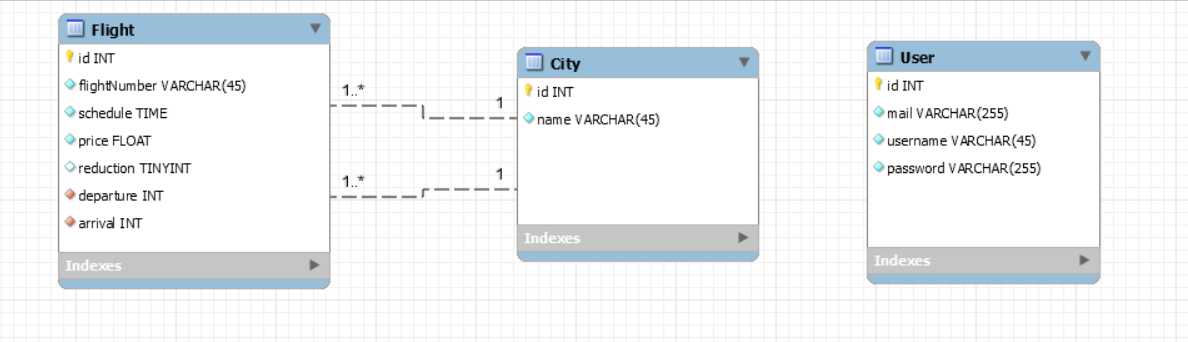 Flight
id INT
flightNumber VARCHAR(45)
schedule TIME
price FLOAT
reduction TINYINT
departure INT
arrival INT
Indexes
1..*
1
1..*
1
City
id INT
name VARCHAR(45)
Indexes
User
id INT
mail VARCHAR(255)
username VARCHAR(45)
password VARCHAR(255)
Indexes